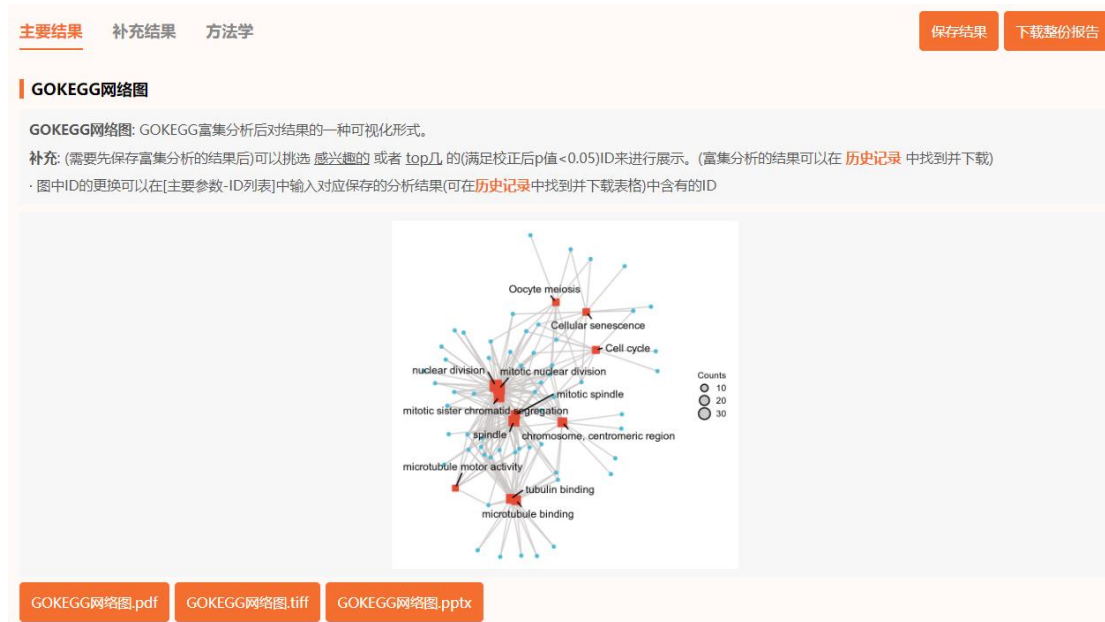 主要结果 补充结果 方法学 保存结果 下载整份报告
GOKEGG网络图
GOKEGG网络图: GOKEGG富集分析后对结果的一种可视化形式。
补充: (需要先保存富集分析的结果后)可以挑选 感兴趣的 或者 top几 的(满足校正后p值<0.05)ID来进行展示。(富集分析的结果可以在 历史记录 中找到并下载)
· 图中ID的更换可以在[主要参数-ID列表]中输入对应保存的分析结果(可在历史记录中找到并下载表格)中含有的ID
Oocyte meiosis
Cellular senescence
Cell cycle
nuclear division
mitotic nuclear division
Counts
10
20
30
mitotic spindle
mitotic sister chromatid segregation
spindle
chromosome, centromeric region
microtubule motor activity
tubulin binding
microtubule binding
GOKEGG网络图.pdf GOKEGG网络图.tiff GOKEGG网络图.pptx